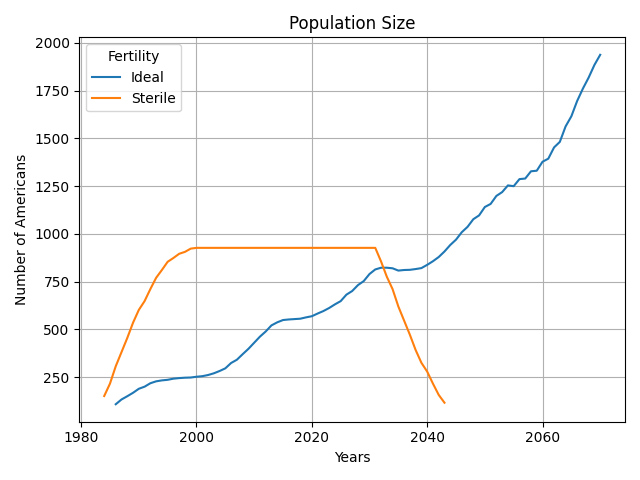 Population Size
Fertility
Ideal
Sterile
Number of Americans
2000
1750
1500
1250
1000
750
500
250
1980
2000
2020
2040
2060
Years